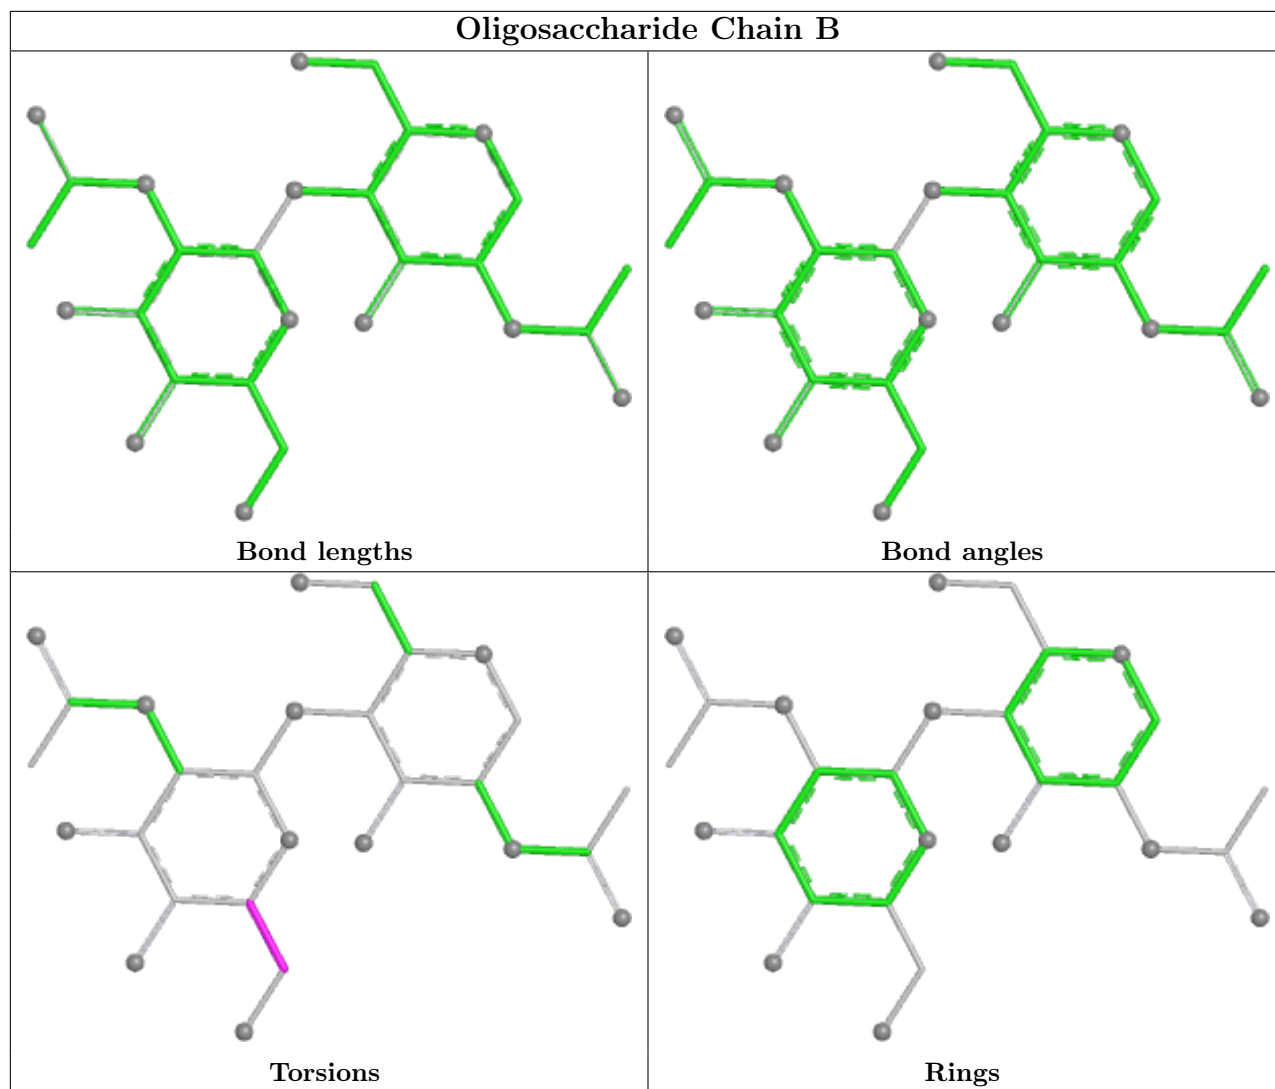 Oligosaccharide Chain B
Bond lengths
Bond angles
Torsions
Rings